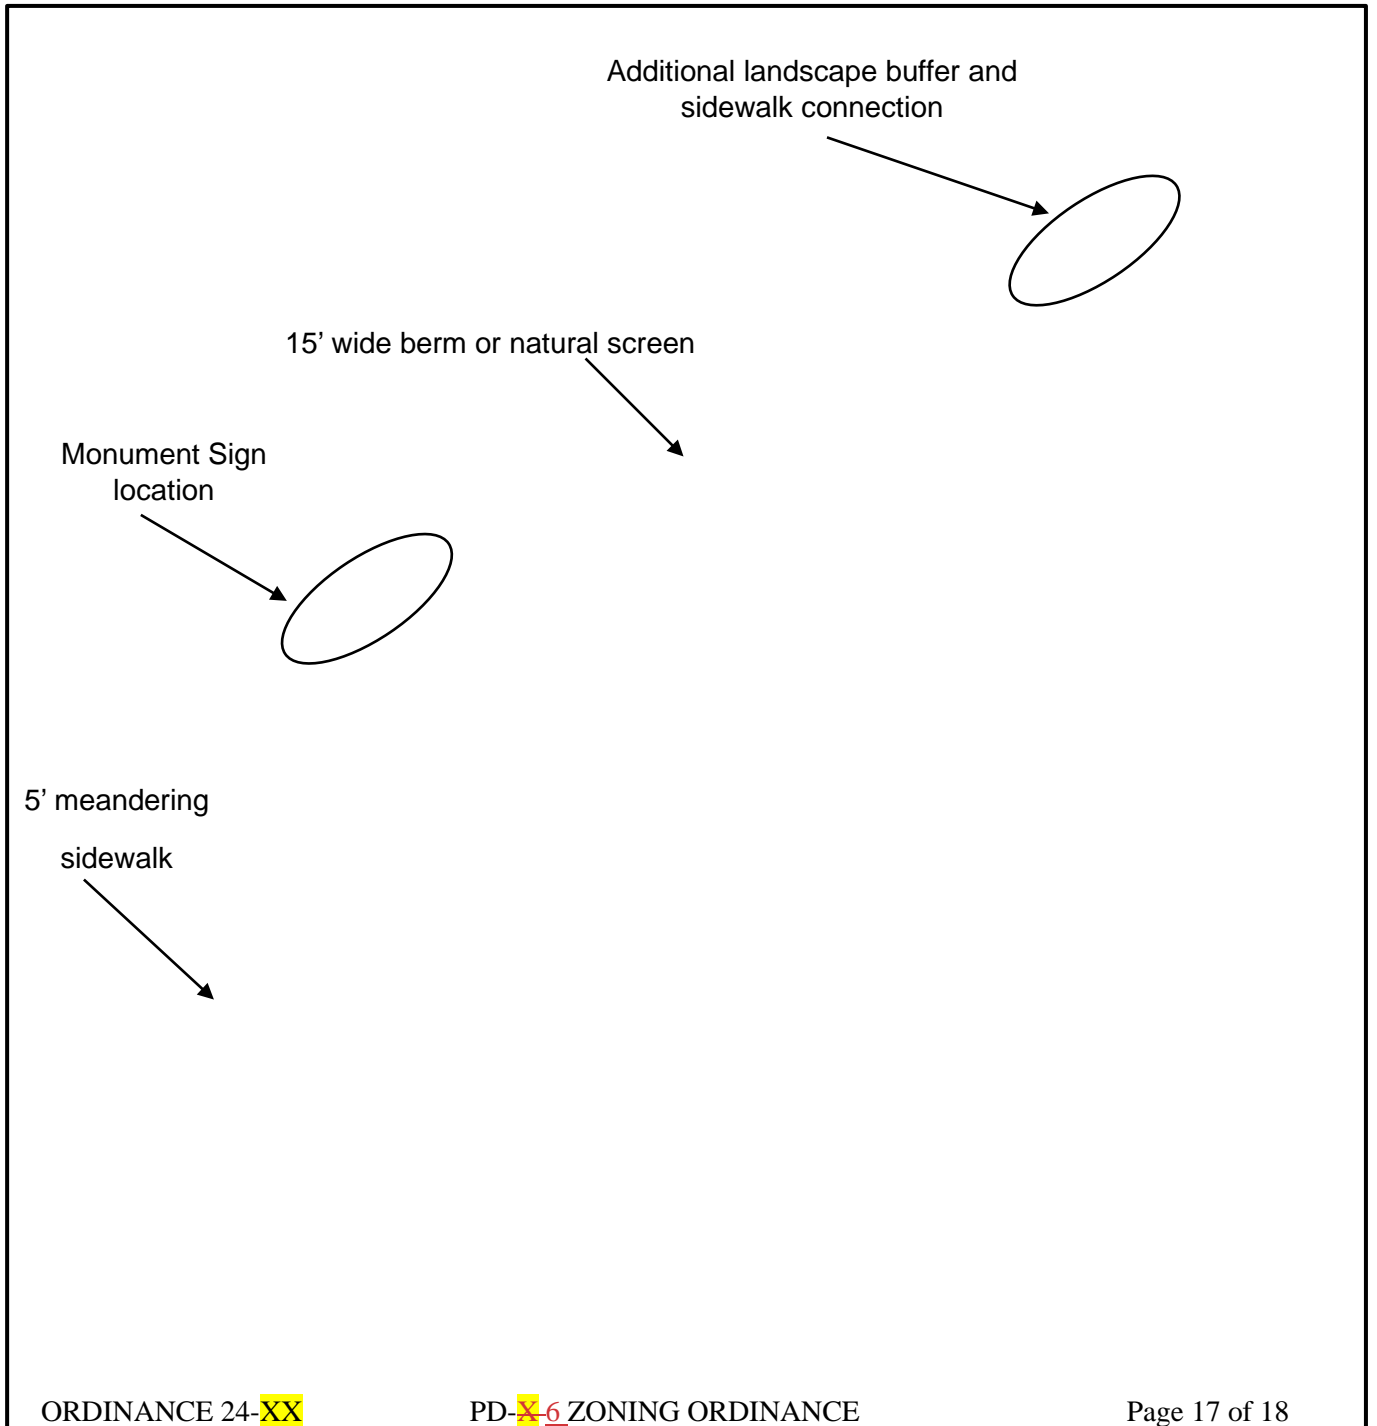 Additional landscape buffer and
sidewalk connection
15’ wide berm or natural screen
Monument Sign
location
5’ meandering
sidewalk
ORDINANCE 24-XX PD-X 6 ZONING ORDINANCE Page 17 of 18